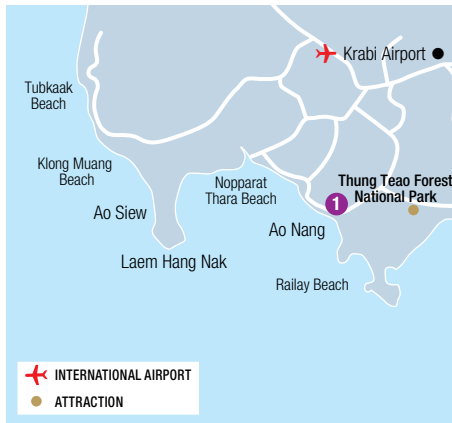 Krabi Airport
Tubkaak
Beach
Klong Muang
Beach
Nopparat
Thara Beach
Thung Teao Forest
National Park
1
Ao Siew
Ao Nang
Laem Hang Nak
Railay Beach
INTERNATIONAL AIRPORT
ATTRACTION